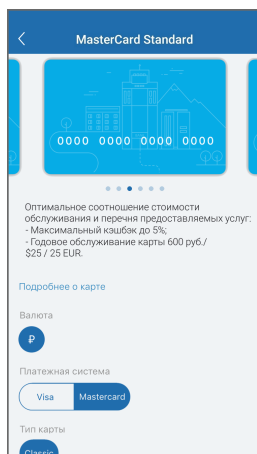 MasterCard Standard
0000 0000 0000 0000
Оптимальное соотношение стоимости
обслуживания и перечня предоставляемых услуг:
- Максимальный кэшбэк до 5%;
- Годовое обслуживание карты 600 руб./
$25 / 25 EUR.
Подробнее о карте
Валюта
₽
Платежная система
Visa Mastercard
Тип карты
Classic